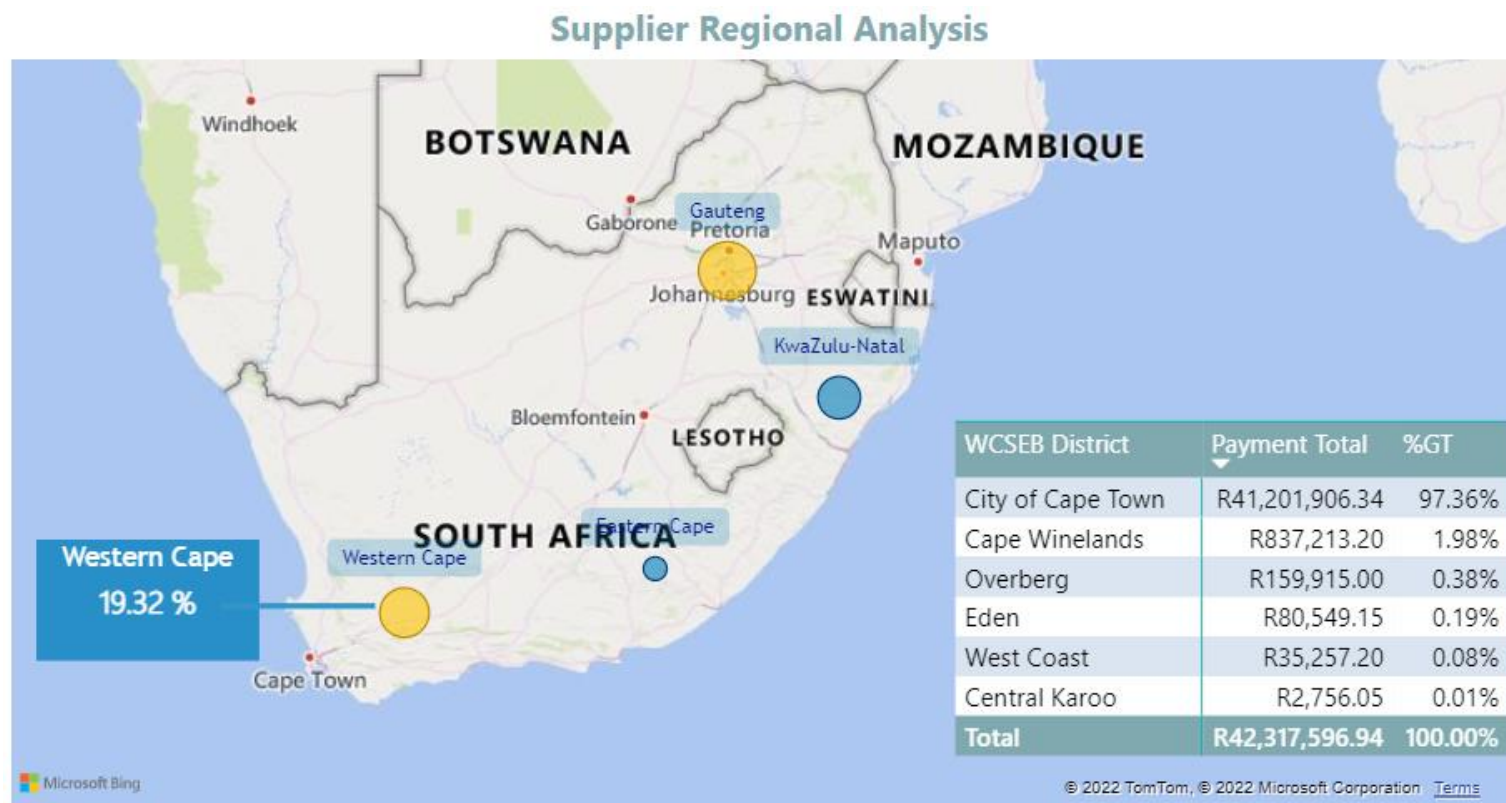 Supplier Regional Analysis
Windhoek
BOTSWANA
MOZAMBIQUE
Gauteng
Gaborone
Pretoria
Maputo
Johannesburg
ESWATINI
KwaZulu-Natal
Bloemfontein
LESOTHO
SOUTH AFRICA
Eastern Cape
Western Cape
Western Cape
19.32 %
Cape Town
WCSEB District Payment Total %GT
City of Cape Town R41,201,906.34 97.36%
Cape Winelands R837,213.20 1.98%
Overberg R159,915.00 0.38%
Eden R80,549.15 0.19%
West Coast R35,257.20 0.08%
Central Karoo R2,756.05 0.01%
Total R42,317,596.94 100.00%
Microsoft Bing
© 2022 TomTom, © 2022 Microsoft Corporation Terms